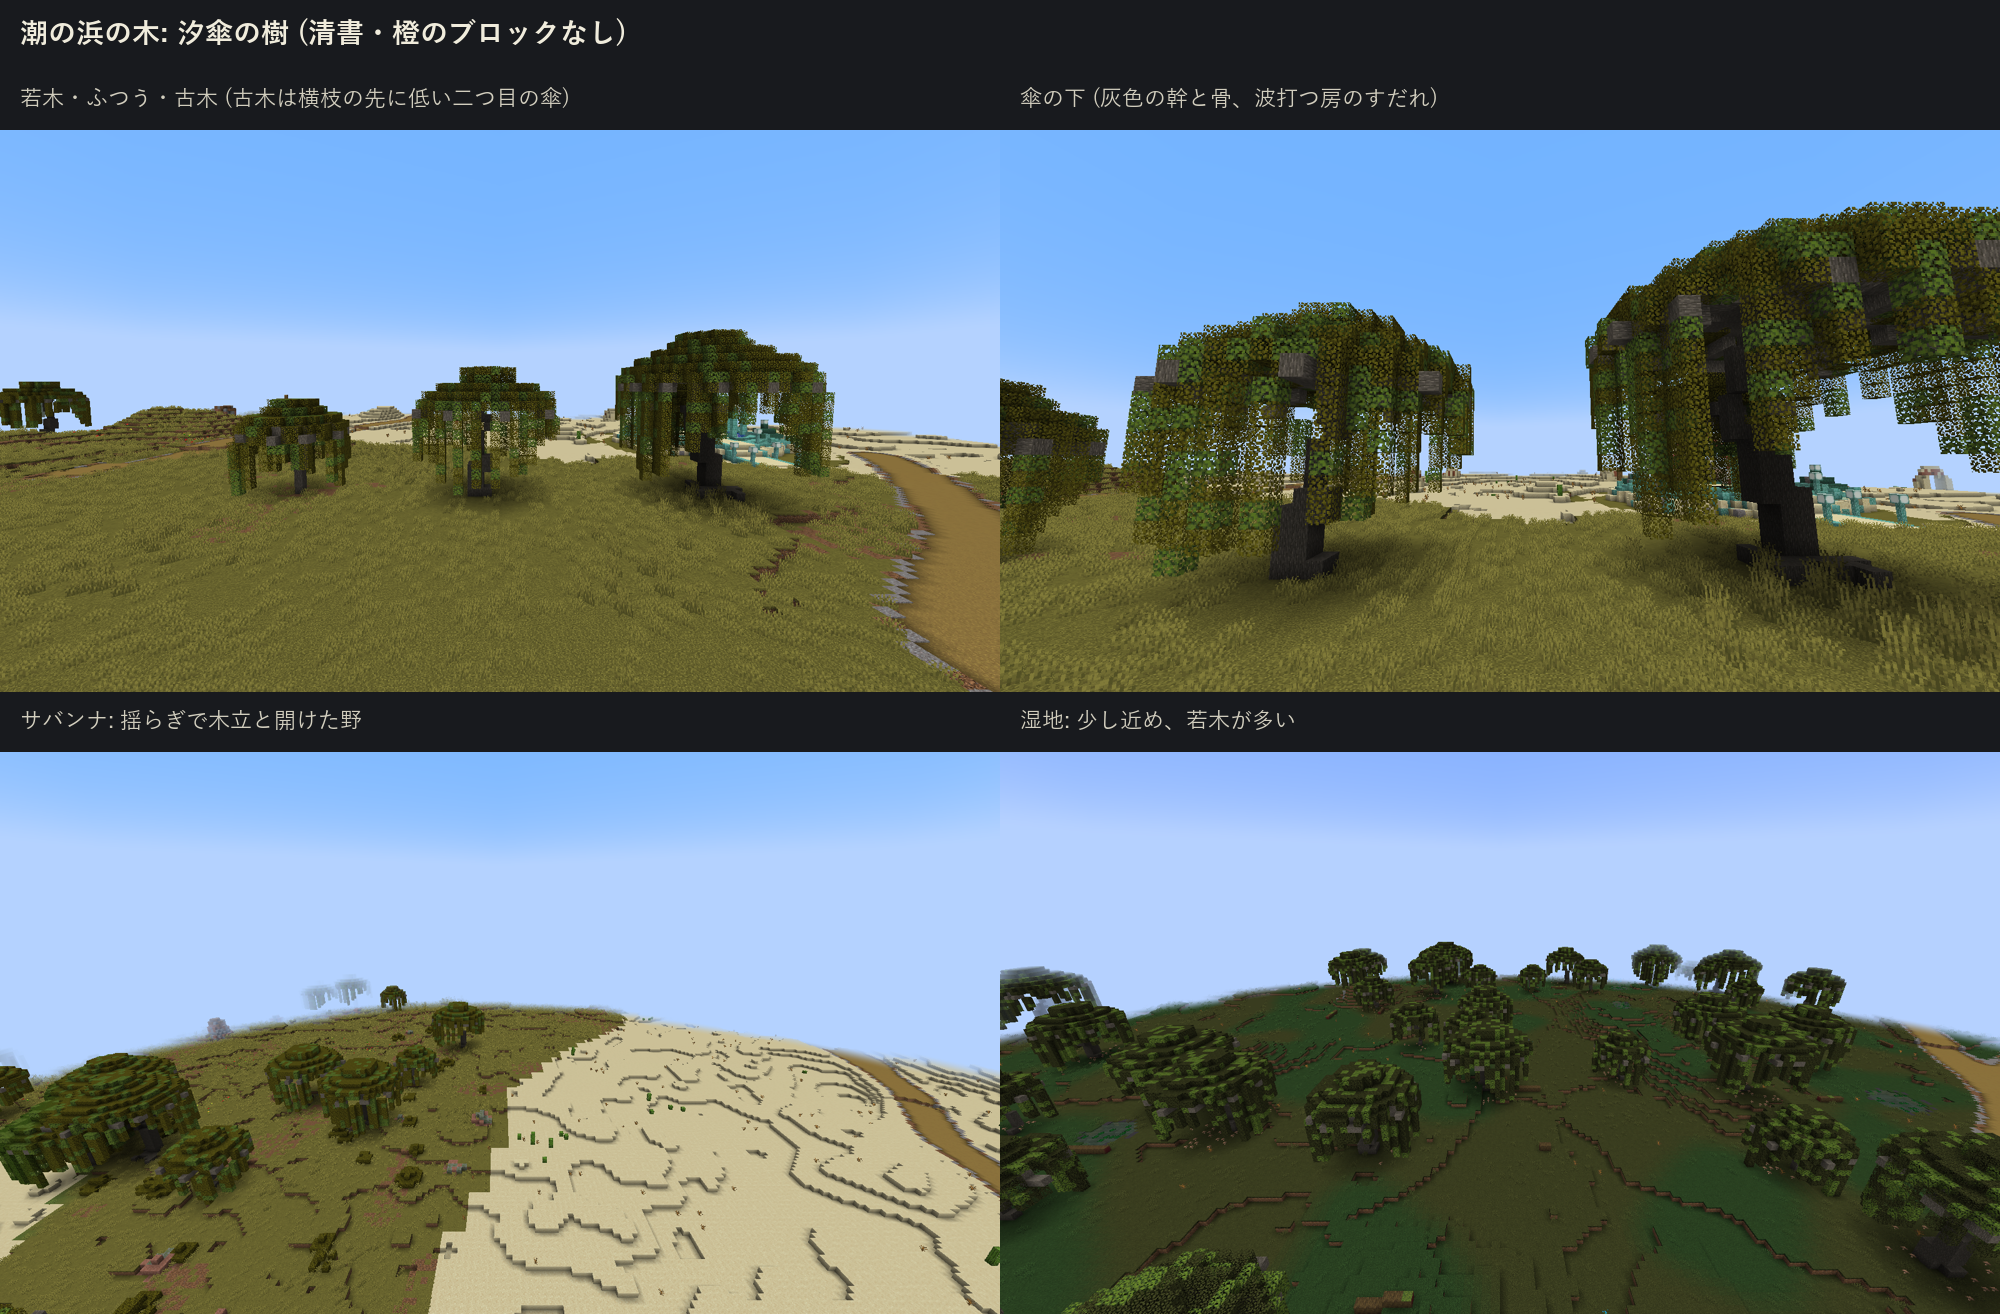 潮の浜の木: 汐傘の樹 (清書・橙のブロックなし)
若木・ふつう・古木 (古木は横枝の先に低い二つ目の傘)
傘の下 (灰色の幹と骨、波打つ房のすだれ)
サバンナ: 揺らぎで木立と開けた野
湿地: 少し近め、若木が多い